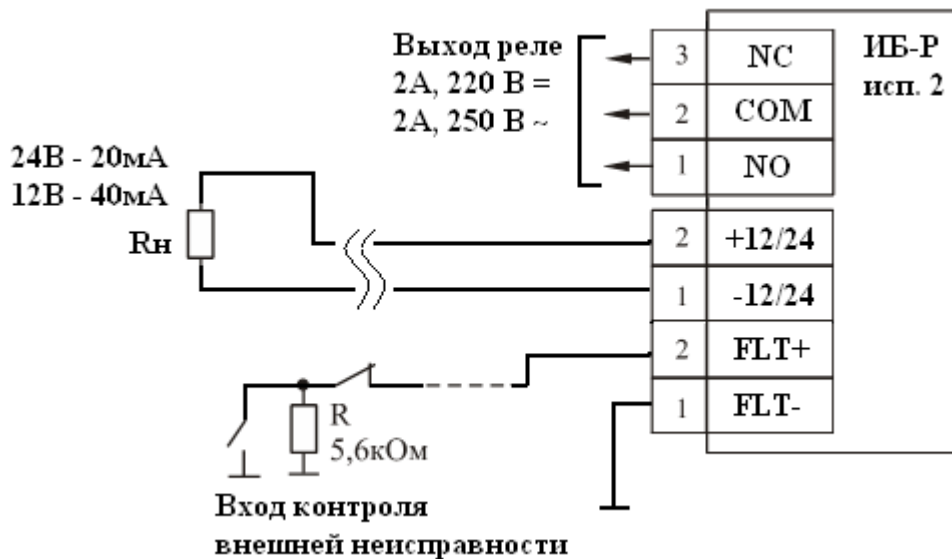 Выход реле
2А, 220 В =
2А, 250 В ~
3 NC
2 COM
1 NO
ИБ-Р
исп. 2
24В - 20мА
12В - 40мА
Rн
2 +12/24
1 -12/24
2 FLT+
1 FLT-
R
5,6кОм
Вход контроля
внешней неисправности